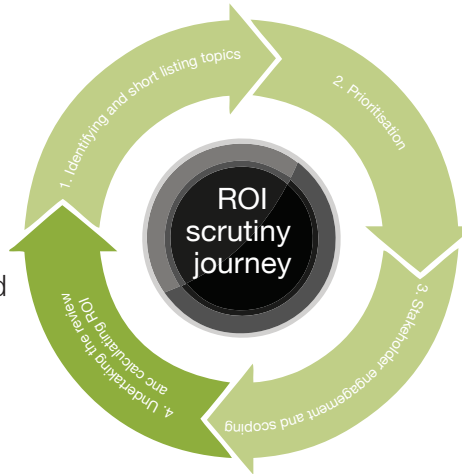 1. Identifying and short listing topics
2. Prioritisation
ROI
scrutiny
journey
d
3. Stakeholder engagement and scoping
4. Undertaking the review
anc calculating ROI